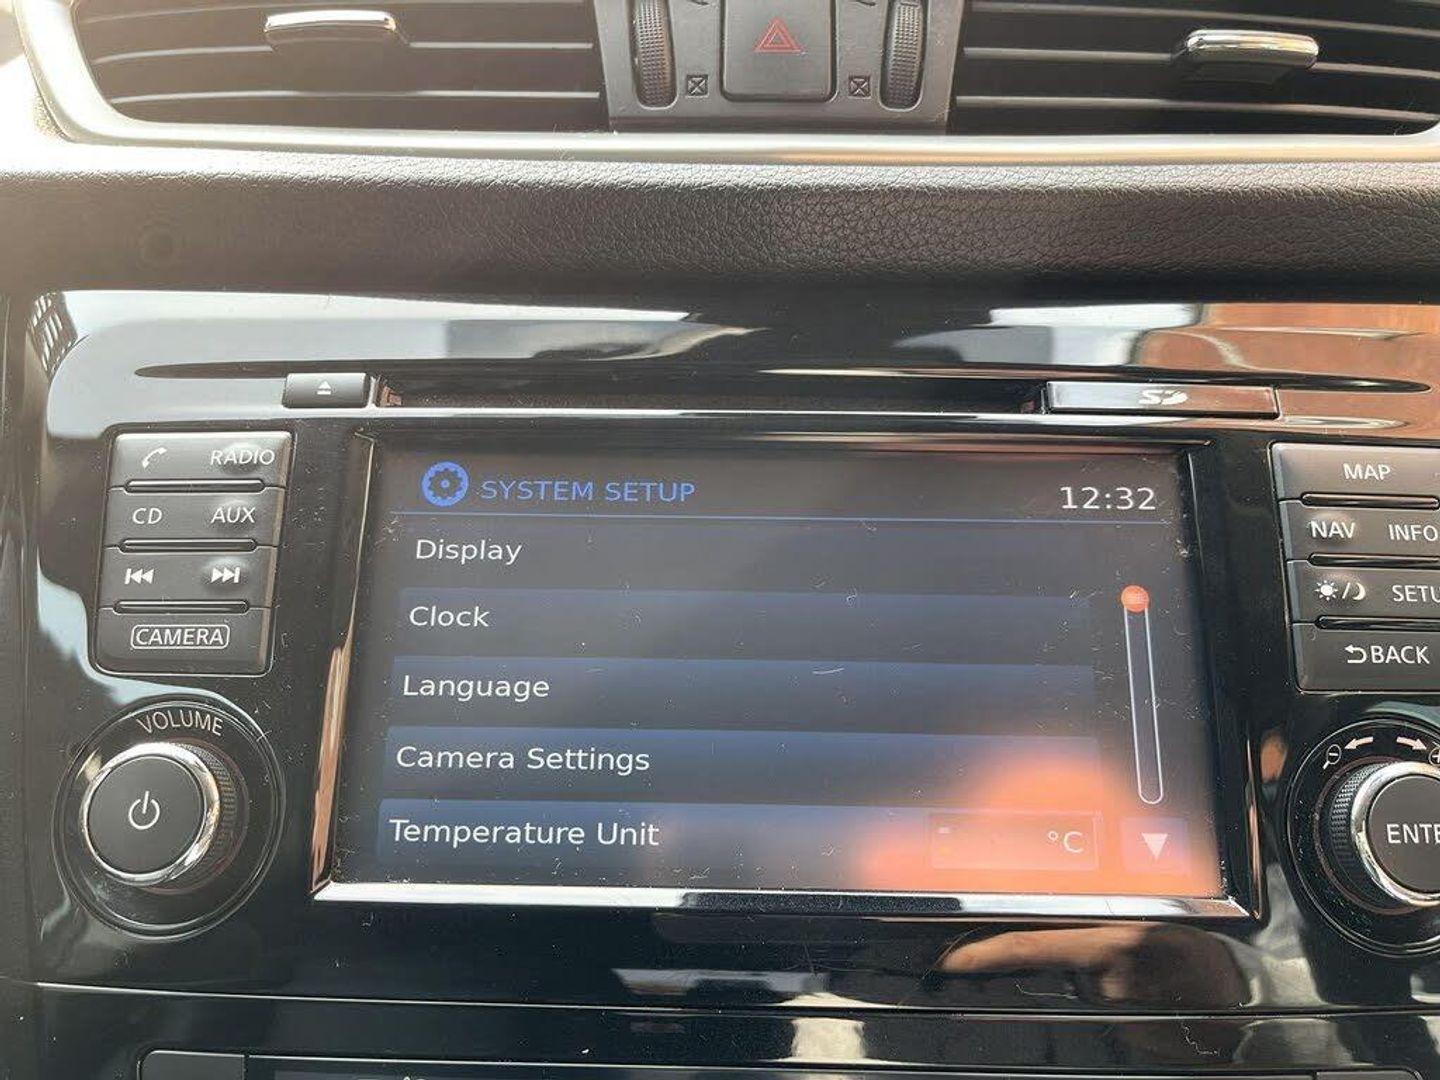 SD
RADIO
CD AUX
CAMERA
VOLUME
SYSTEM SETUP 12:32
Display
Clock
Language
Camera Settings
Temperature Unit °C
MAP
NAV INFO
SETU
BACK
ENTE